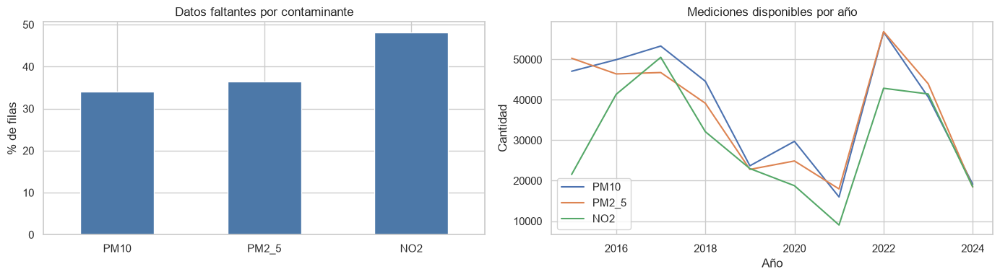 Datos faltantes por contaminante
% de filas
50
40
30
20
10
0
PM10
PM2_5
NO2
Mediciones disponibles por año
Cantidad
50000
40000
30000
20000
10000
PM10
PM2_5
NO2
2016
2018
2020
2022
2024
Año